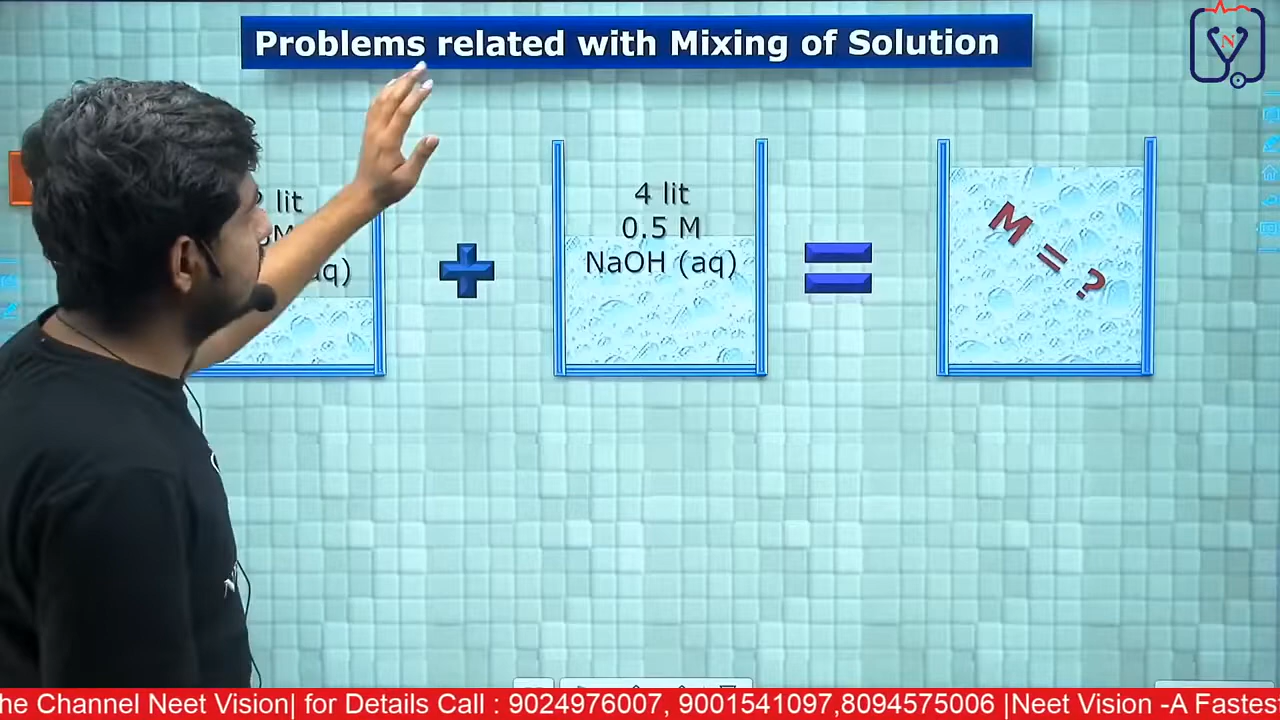 Problems related with Mixing of Solution
N
lit
M
aq)
4 lit
0.5 M
NaOH (aq)
M = ?
he Channel Neet Vision| for Details Call : 9024976007, 9001541097,8094575006 |Neet Vision -A Fastes